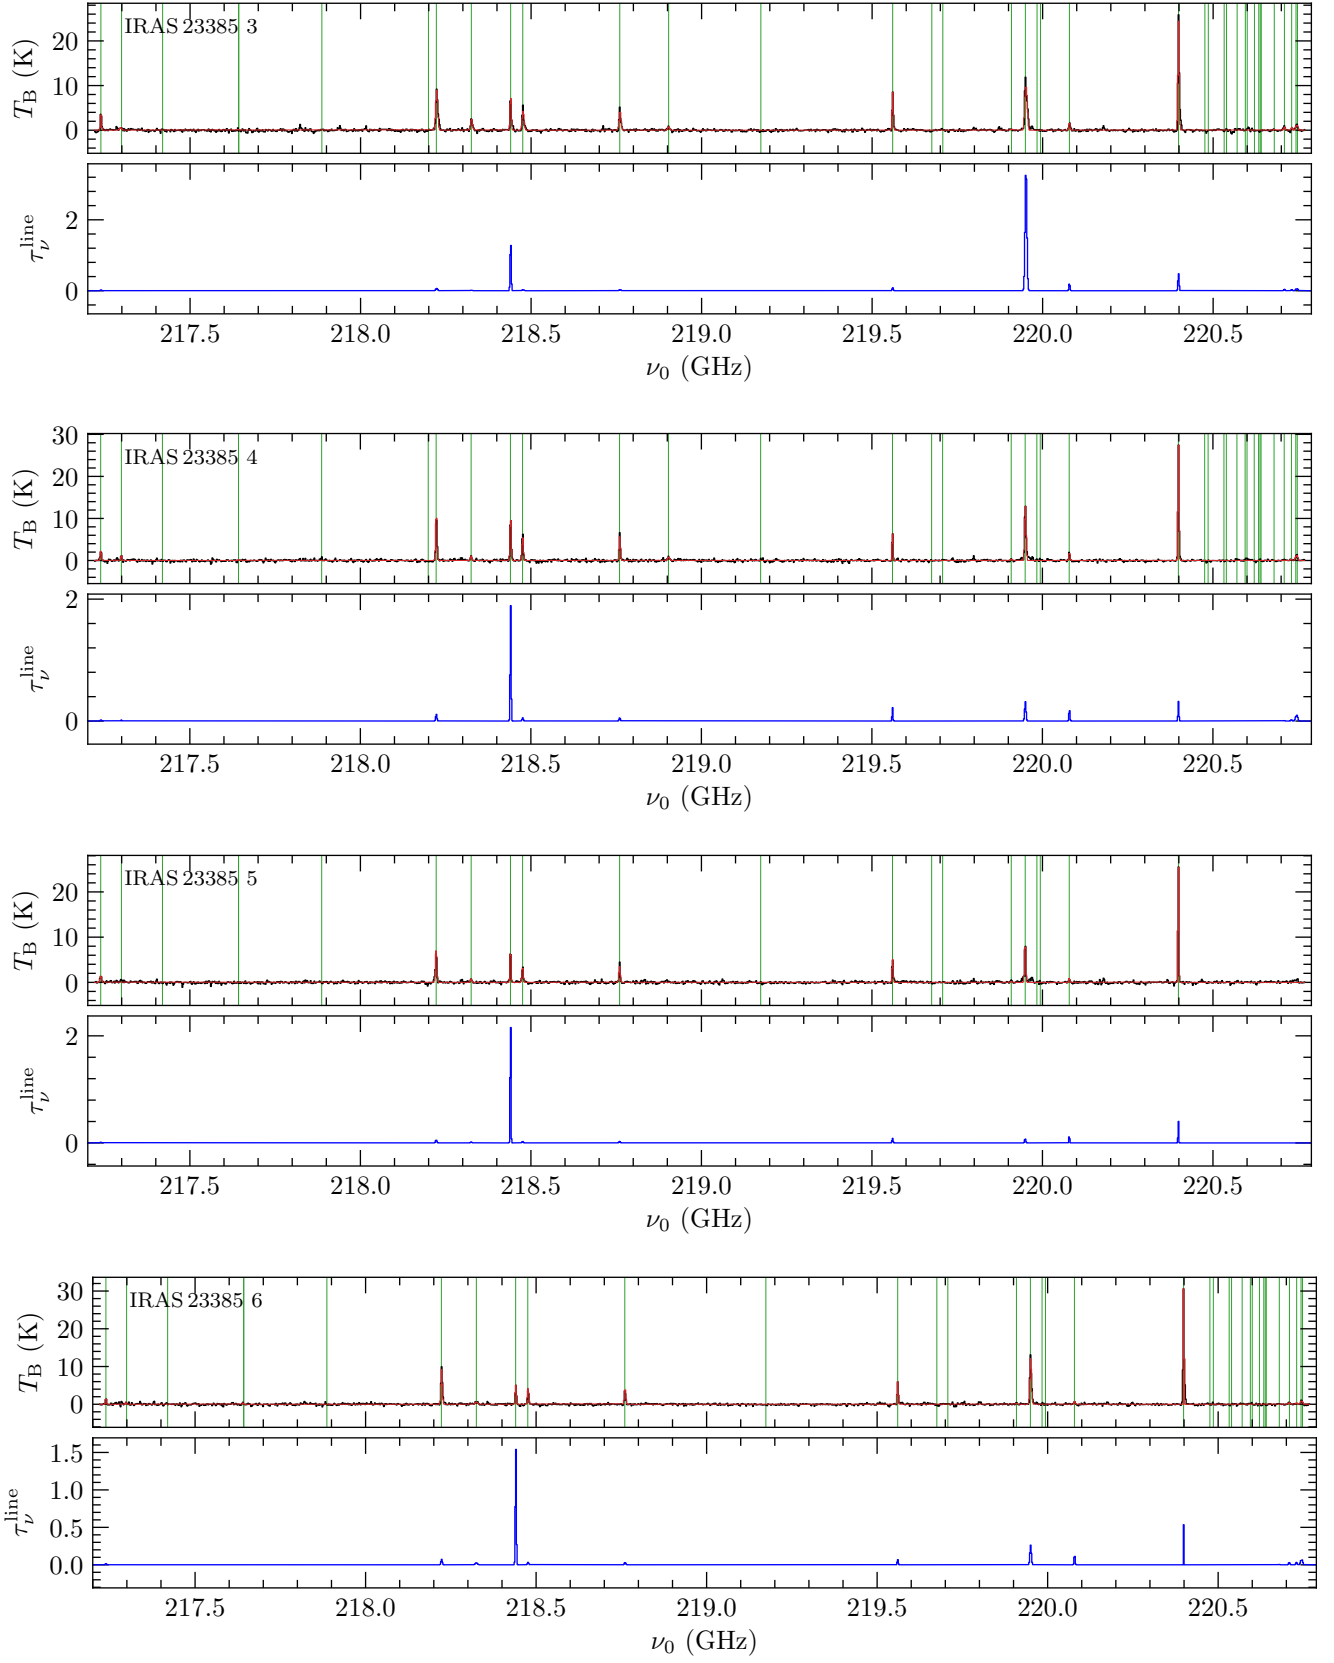 IRAS 23385 3
T_B (K)
20
10
0
τ_ν^line
2
0
217.5 218.0 218.5 219.0 219.5 220.0 220.5
ν_0 (GHz)
IRAS 23385 4
T_B (K)
30
20
10
0
τ_ν^line
2
0
217.5 218.0 218.5 219.0 219.5 220.0 220.5
ν_0 (GHz)
IRAS 23385 5
T_B (K)
20
10
0
τ_ν^line
2
0
217.5 218.0 218.5 219.0 219.5 220.0 220.5
ν_0 (GHz)
IRAS 23385 6
T_B (K)
30
20
10
0
τ_ν^line
1.5
1.0
0.5
0.0
217.5 218.0 218.5 219.0 219.5 220.0 220.5
ν_0 (GHz)